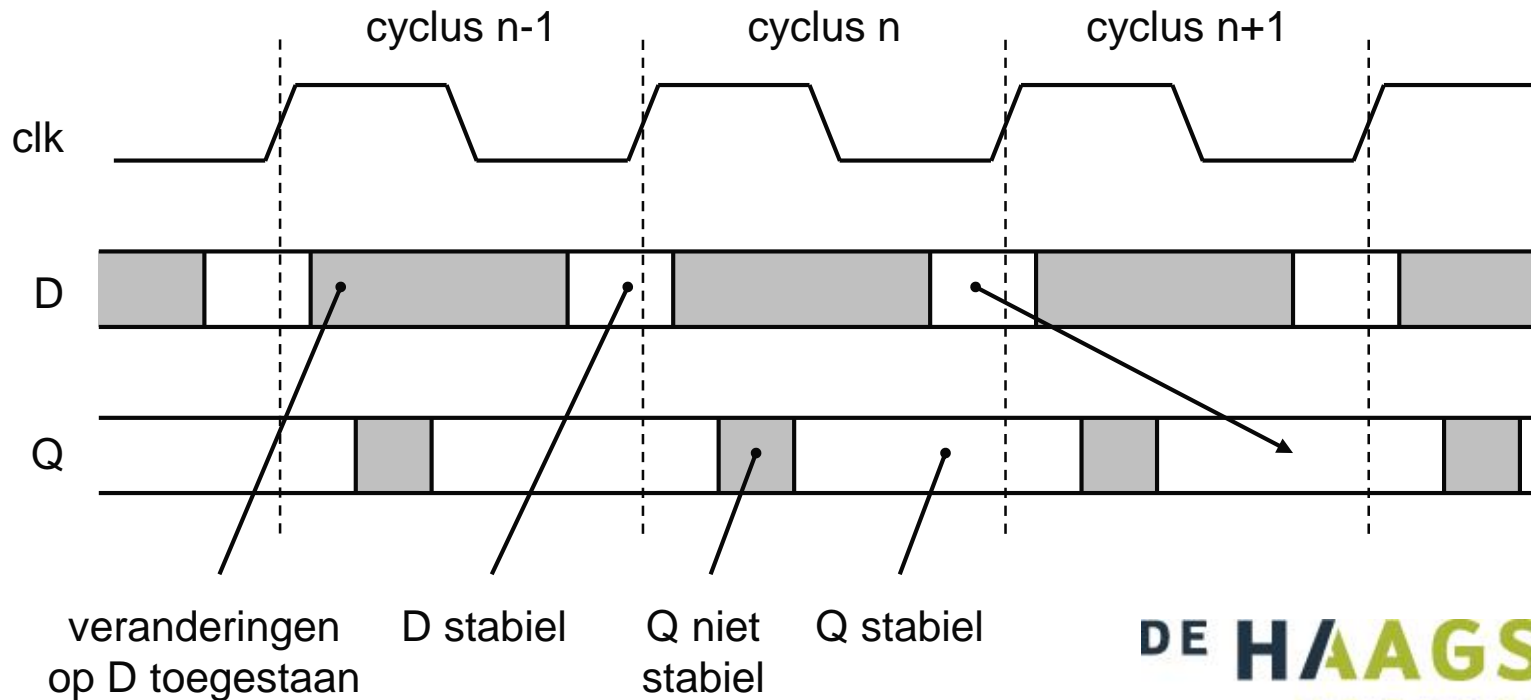 cyclus n-1 cyclus n cyclus n+1
clk
D
Q
veranderingen D stabiel Q niet Q stabiel
op D toegestaan stabiel
DE HAAGS